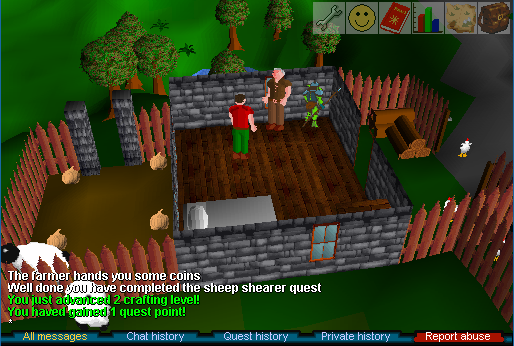 The farmer hands you some coins
Well done you have completed the sheep shearer quest
You just advanced 2 crafting level!
You haved gained 1 quest point!
*
All messages Chat history Quest history Private history Report abuse